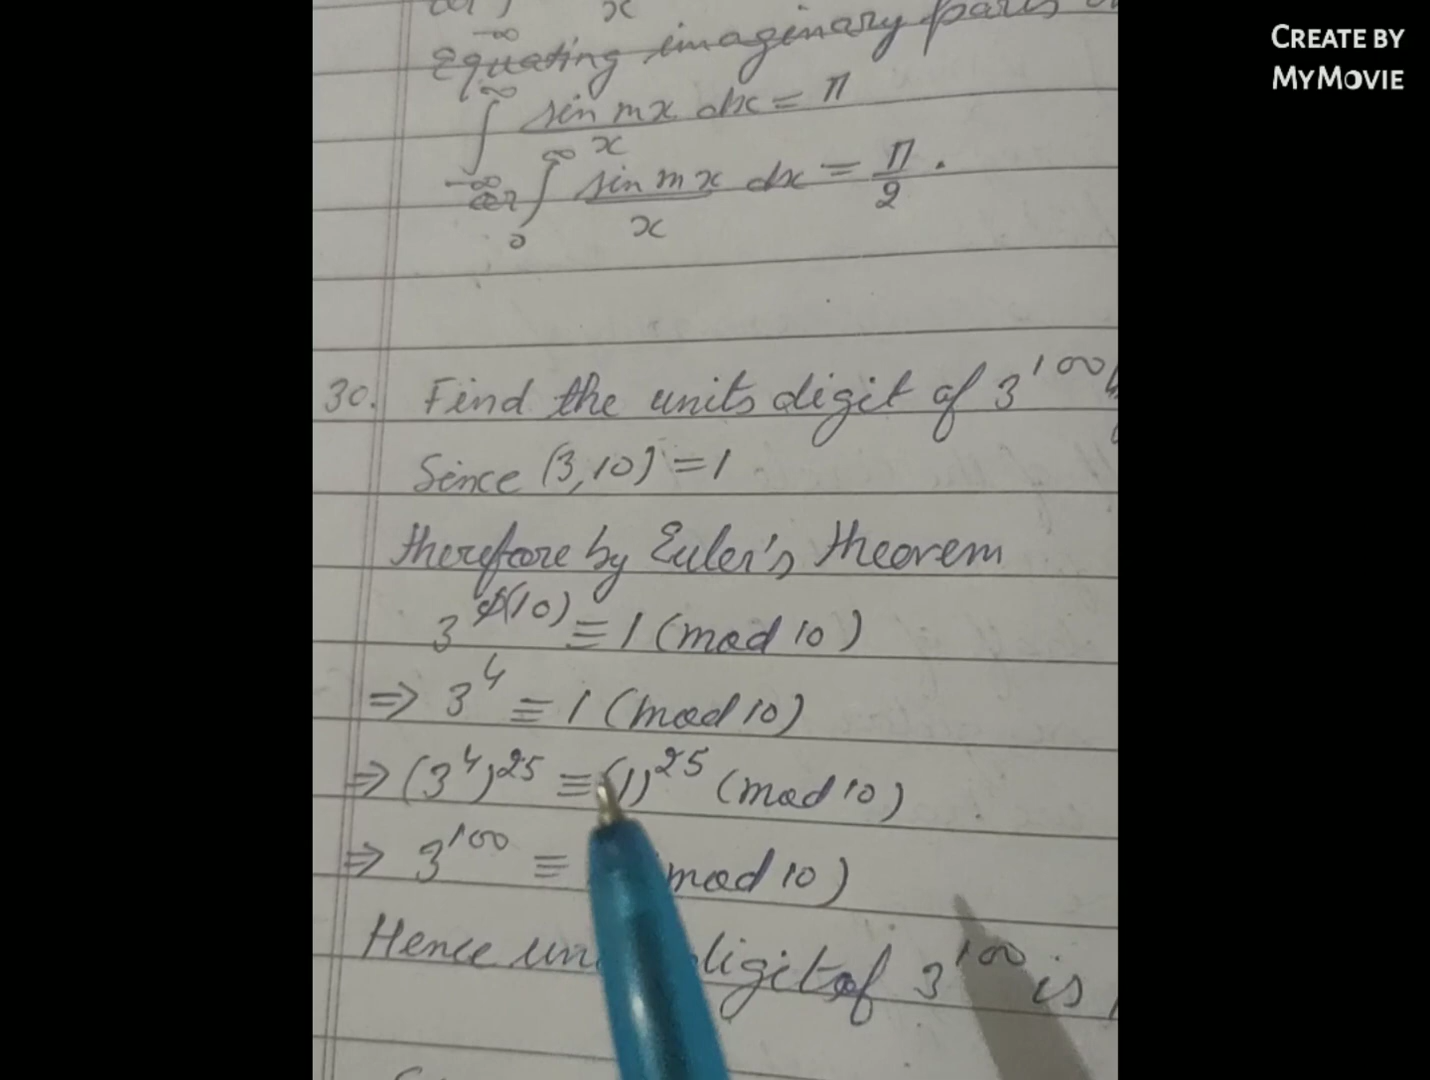 CREATE BY
MYMOVIE
Equating imaginary parts
∫_{-∞}^{∞} sin mx / x dx = π
or, ∫_0^∞ sin mx / x dx = π/2 .
30. Find the units digit of 3^100
Since (3,10) = 1
therefore by Euler's theorem
3^φ(10) ≡ 1 (mod 10)
⇒ 3^4 ≡ 1 (mod 10)
⇒ (3^4)^25 ≡ (1)^25 (mod 10)
⇒ 3^100 ≡ mod 10)
Hence digit of 3^100 is